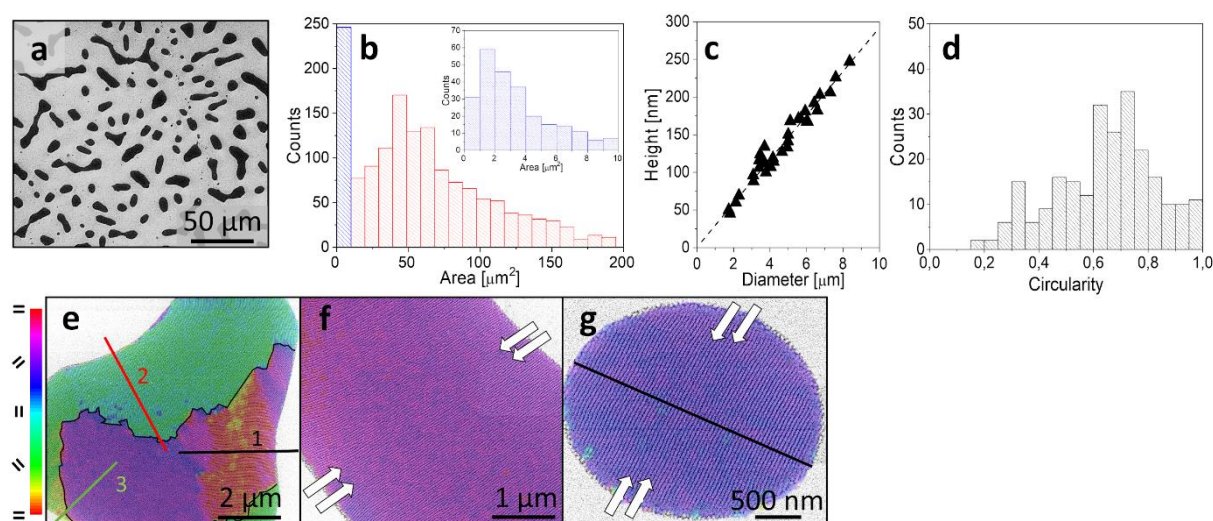 a
50 μm
b
Counts
250
200
150
100
50
0
0 50 100 150 200
Area [μm²]
Counts
70
60
50
40
30
20
10
0
0 2 4 6 8 10
Area [μm²]
c
Height [nm]
300
250
200
150
100
50
0 2 4 6 8 10
Diameter [μm]
d
Counts
50
40
30
20
10
0
0,0 0,2 0,4 0,6 0,8 1,0
Circularity
e
2
1
3
2 μm
f
1 μm
g
500 nm